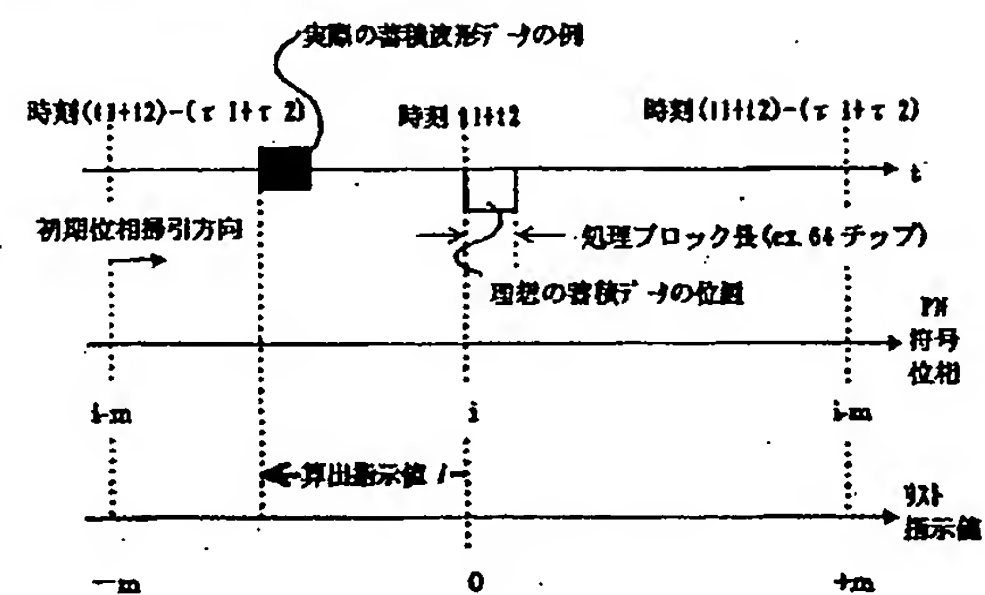 実際の蓄積波形データの例
時刻(t1+t2)-(τ1+τ2)
時刻 t1+t2
時刻(t1+t2)-(τ1+τ2)
t
初期位相掃引方向
処理ブロック長(ex. 64チップ)
理想の蓄積データの位置
PN
符号
位相
i-m
i
i-m
算出指示値 l
リスト
指示値
-m
0
+m